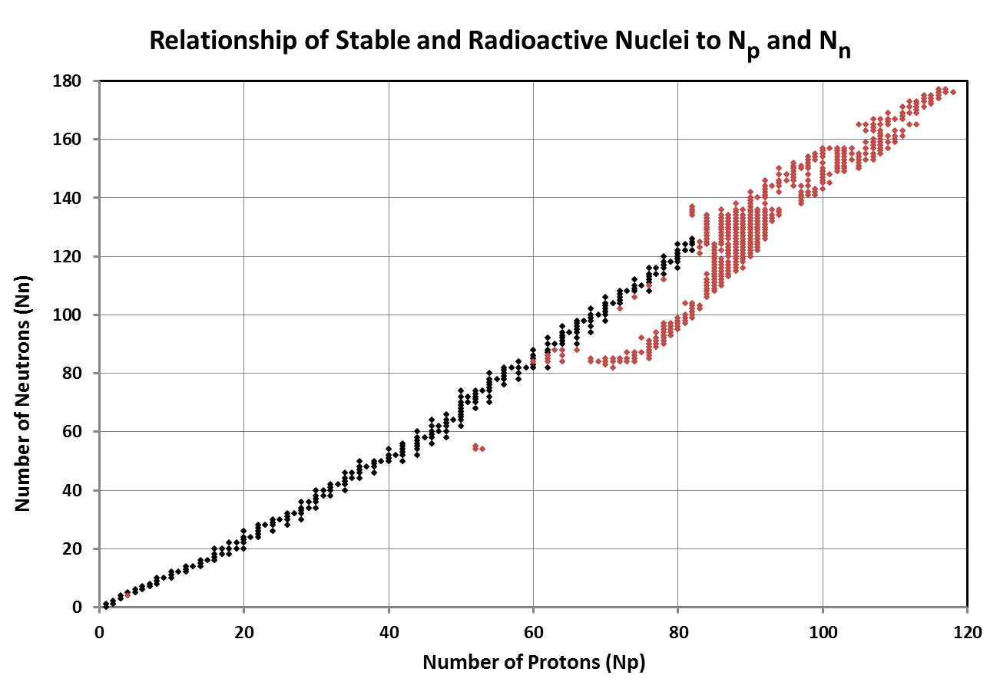 Relationship of Stable and Radioactive Nuclei to Np and Nn
180
160
140
120
100
80
60
40
20
0
Number of Neutrons (Nn)
0 20 40 60 80 100 120
Number of Protons (Np)